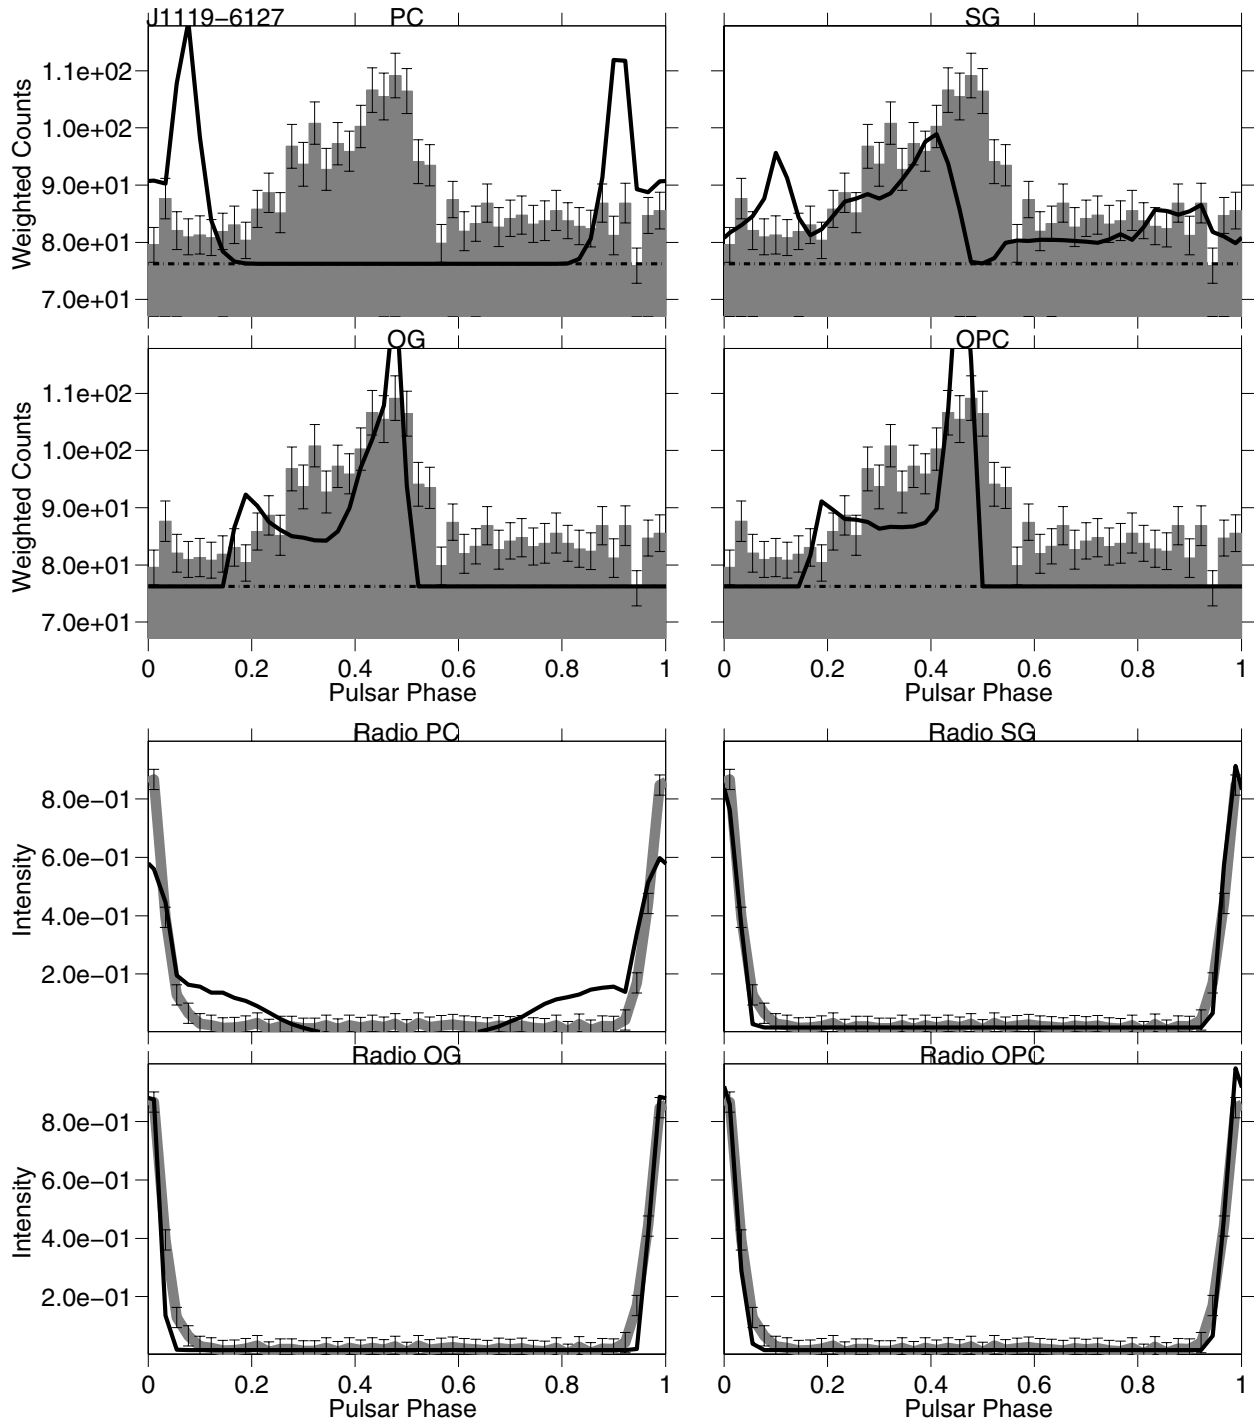 J1119−6127 PC SG
Weighted Counts
1.1e+02
1.0e+02
9.0e+01
8.0e+01
7.0e+01
OG OPC
Weighted Counts
1.1e+02
1.0e+02
9.0e+01
8.0e+01
7.0e+01
0 0.2 0.4 0.6 0.8 1 0 0.2 0.4 0.6 0.8 1
Pulsar Phase Pulsar Phase
Radio PC Radio SG
Intensity
8.0e−01
6.0e−01
4.0e−01
2.0e−01
Radio OG Radio OPC
Intensity
8.0e−01
6.0e−01
4.0e−01
2.0e−01
0 0.2 0.4 0.6 0.8 1 0 0.2 0.4 0.6 0.8 1
Pulsar Phase Pulsar Phase